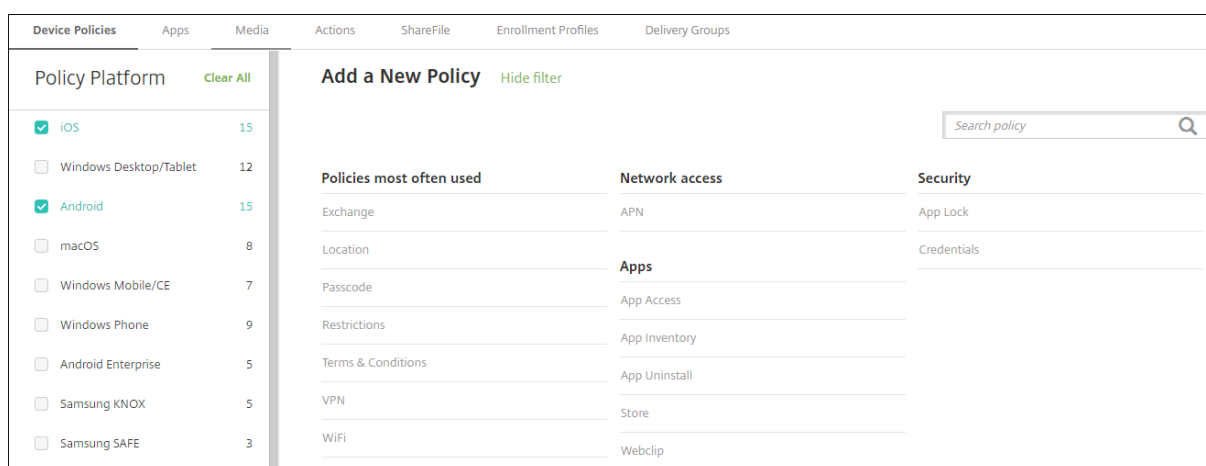 Device Policies Apps Media Actions ShareFile Enrollment Profiles Delivery Groups
Policy Platform Clear All
iOS 15
Windows Desktop/Tablet 12
Android 15
macOS 8
Windows Mobile/CE 7
Windows Phone 9
Android Enterprise 5
Samsung KNOX 5
Samsung SAFE 3
Add a New Policy Hide filter
Search policy
Policies most often used
Exchange
Location
Passcode
Restrictions
Terms & Conditions
VPN
WiFi
Network access
APN
Apps
App Access
App Inventory
App Uninstall
Store
Webclip
Security
App Lock
Credentials